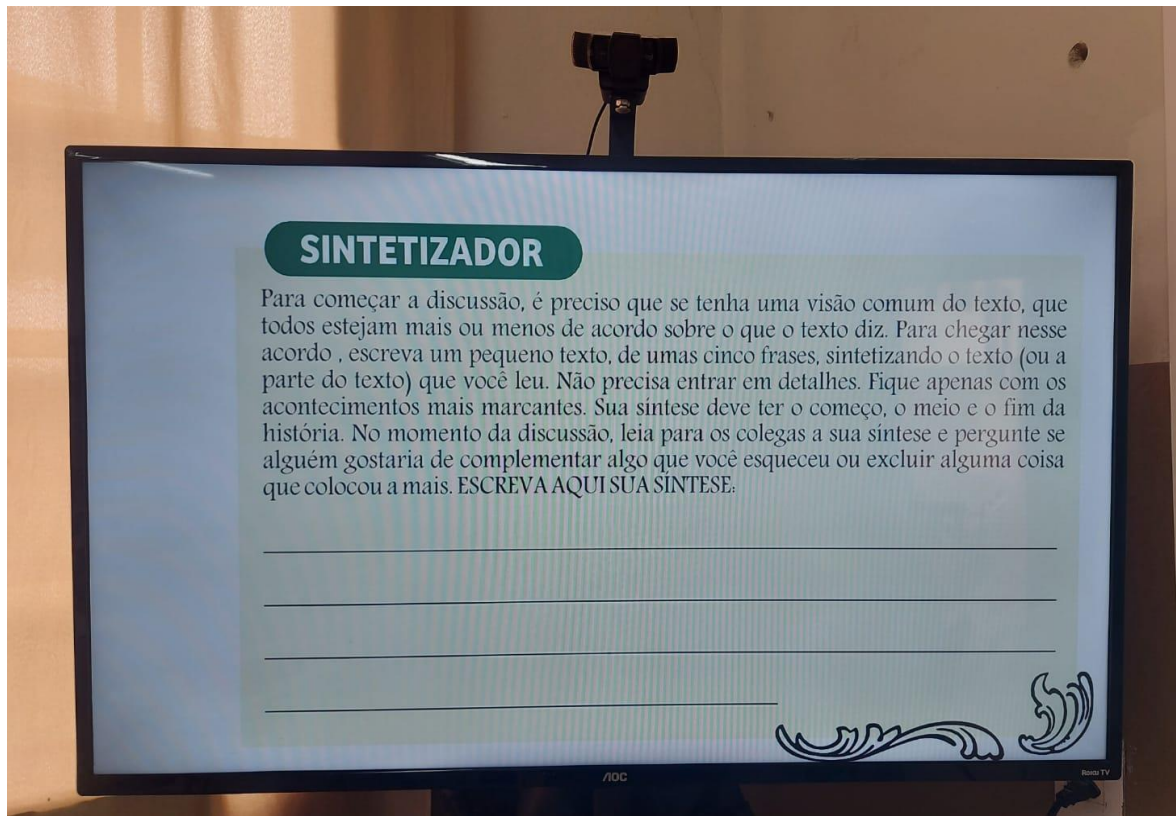 SINTETIZADOR
Para começar a discussão, é preciso que se tenha uma visão comum do texto, que
todos estejam mais ou menos de acordo sobre o que o texto diz. Para chegar nesse
acordo , escreva um pequeno texto, de umas cinco frases, sintetizando o texto (ou a
parte do texto) que você leu. Não precisa entrar em detalhes. Fique apenas com os
acontecimentos mais marcantes. Sua síntese deve ter o começo, o meio e o fim da
história. No momento da discussão, leia para os colegas a sua síntese e pergunte se
alguém gostaria de complementar algo que você esqueceu ou excluir alguma coisa
que colocou a mais. ESCREVA AQUI SUA SÍNTESE:
AOC
Roku TV